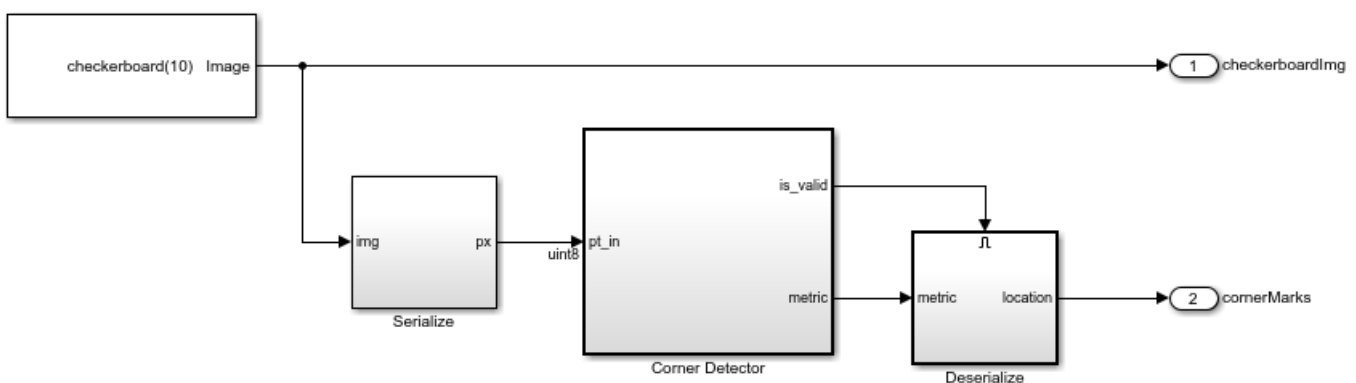 checkerboard(10) Image
1 checkerboardImg
img px
Serialize
uint8
pt_in
is_valid
metric
Corner Detector
metric location
Deserialize
2 cornerMarks